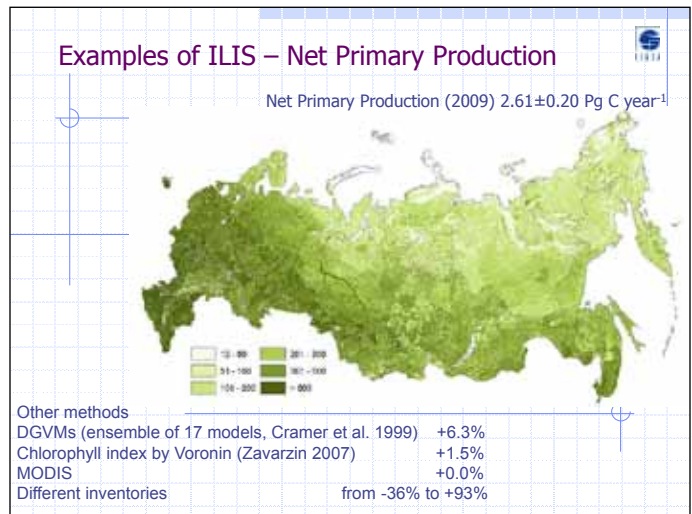 Examples of ILIS – Net Primary Production
IIASA
Net Primary Production (2009) 2.61±0.20 Pg C year-1
Other methods
DGVMs (ensemble of 17 models, Cramer et al. 1999) +6.3%
Chlorophyll index by Voronin (Zavarzin 2007) +1.5%
MODIS +0.0%
Different inventories from -36% to +93%